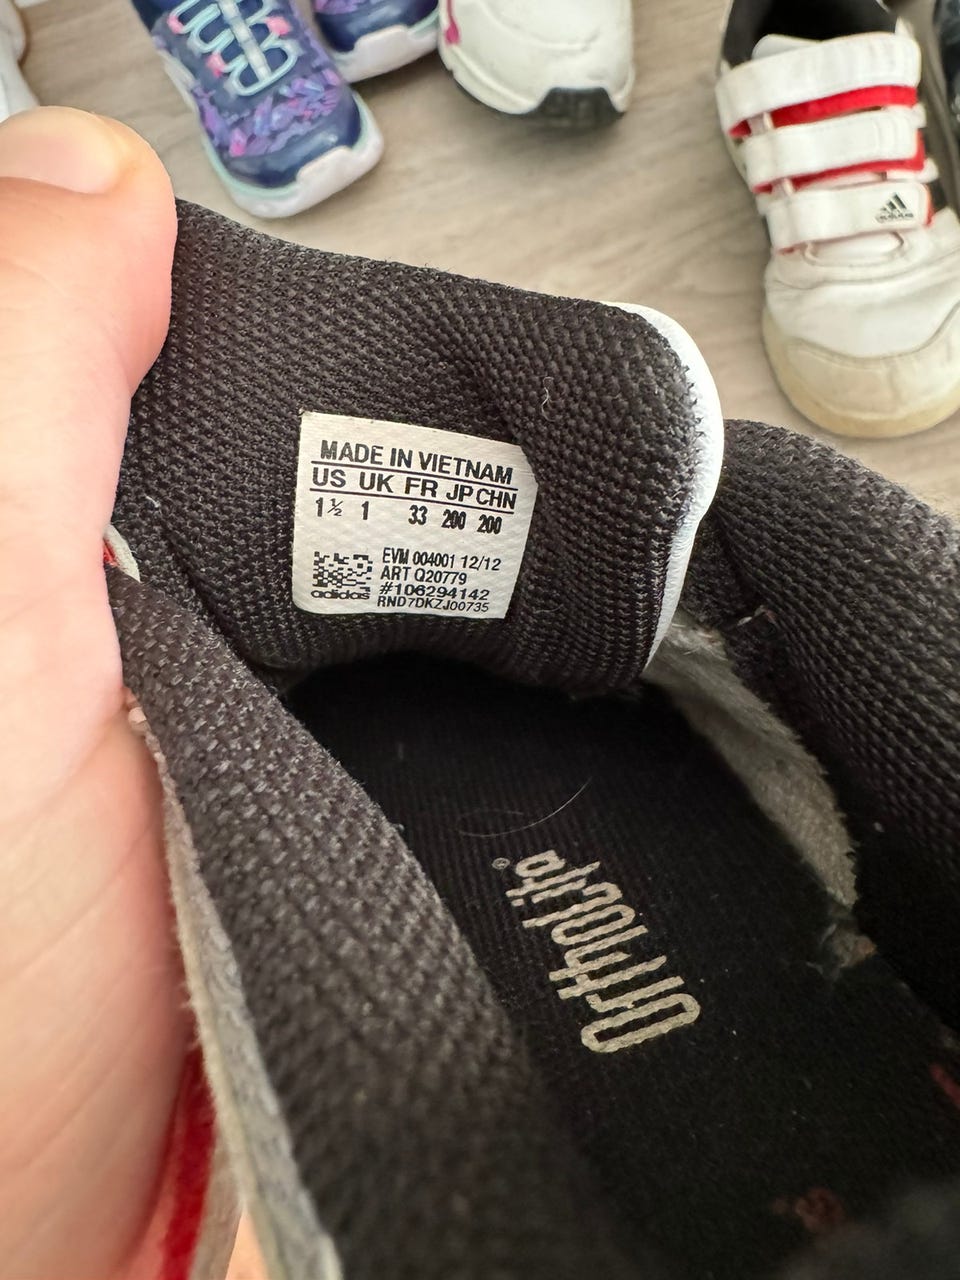 adidas
MADE IN VIETNAM
US UK FR JP CHN
1½ 1 33 200 200
EVM 004001 12/12
ART Q20779
#106294142
adidas
RND7DKZJ00735
OrthoLite®